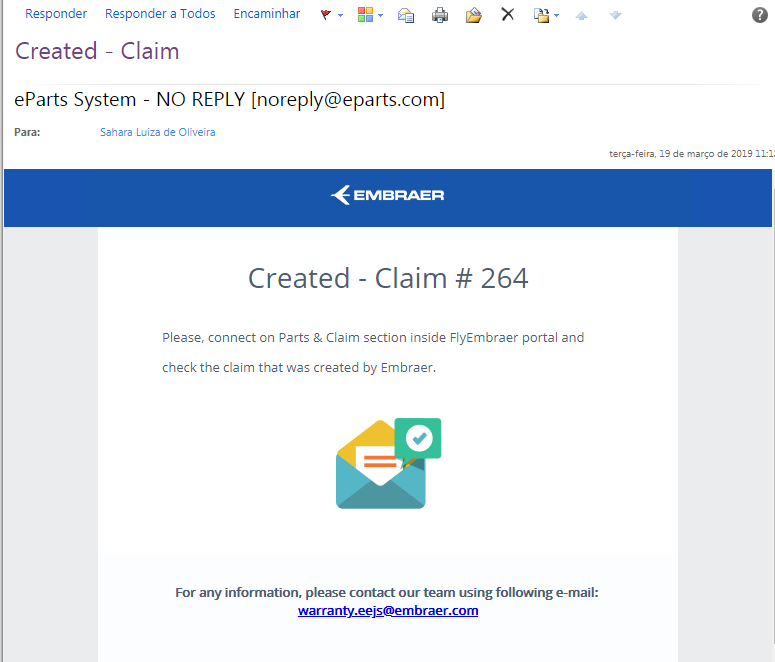 Responder Responder a Todos Encaminhar
Created - Claim
eParts System - NO REPLY [noreply@eparts.com]
Para: Sahara Luiza de Oliveira
terça-feira, 19 de março de 2019 11:12
EMBRAER
Created - Claim # 264
Please, connect on Parts & Claim section inside FlyEmbraer portal and
check the claim that was created by Embraer.
For any information, please contact our team using following e-mail:
warranty.eejs@embraer.com